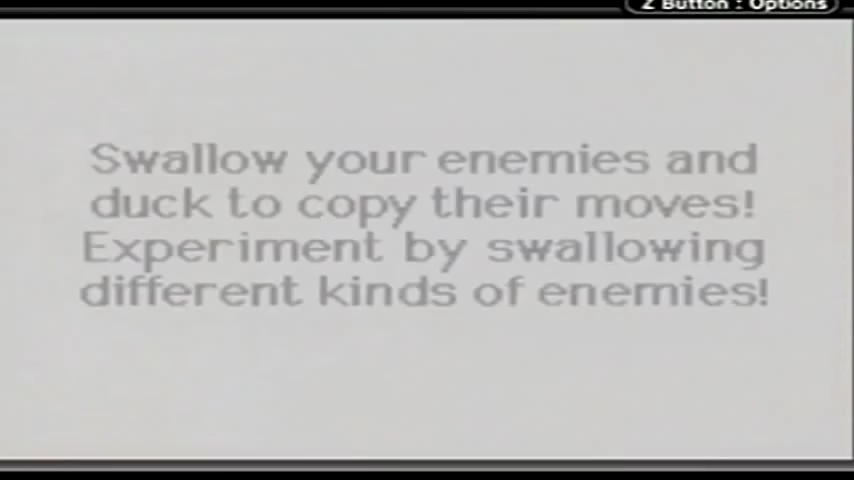 Z Button : Options
Swallow your enemies and
duck to copy their moves!
Experiment by swallowing
different kinds of enemies!